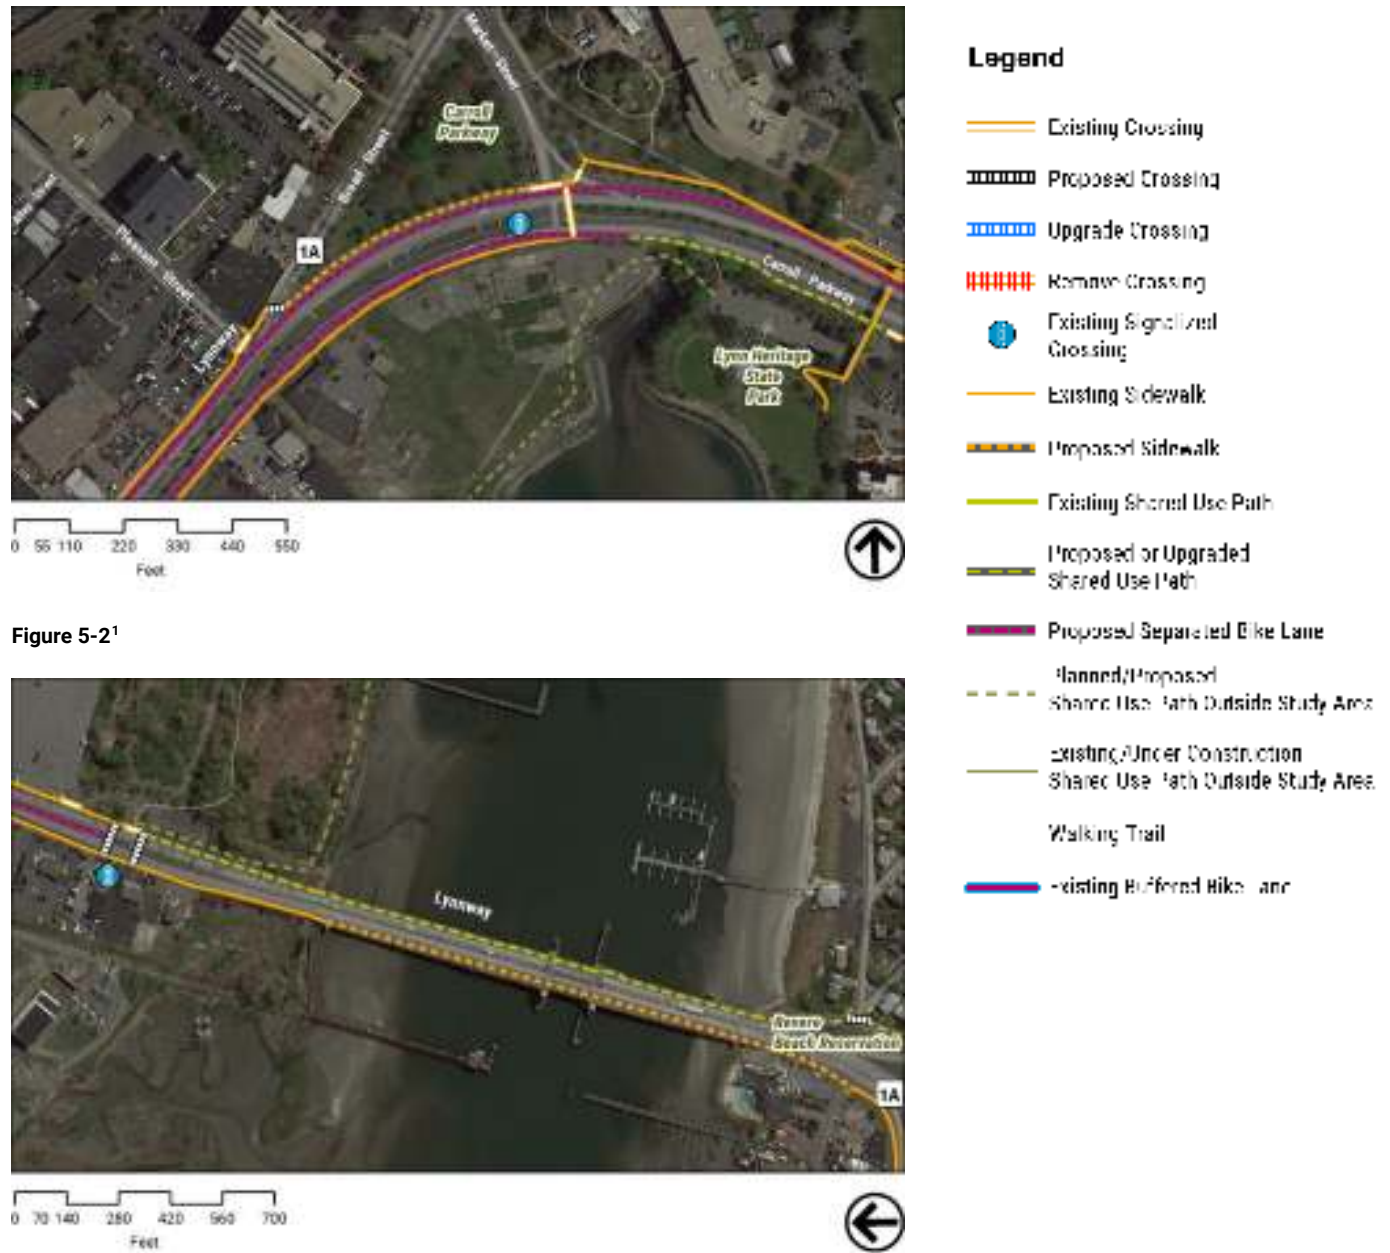 Market Street
Carroll
Parkway
Broad Street
1A
Pleasant Street
Carroll Parkway
Lynnway
Lynn Heritage
State
Park
0 55 110 220 330 440 550
Feet
Figure 5-2¹
Lynnway
Revere
Beach Reservation
1A
0 70 140 280 420 560 700
Feet
Legend
Existing Crossing
Proposed Crossing
Upgrade Crossing
Remove Crossing
Existing Signalized
Crossing
Existing Sidewalk
Proposed Sidewalk
Existing Shared Use Path
Proposed or Upgraded
Shared Use Path
Proposed Separated Bike Lane
Planned/Proposed
Shared Use Path Outside Study Area
Existing/Under Construction
Shared Use Path Outside Study Area
Walking Trail
Existing Buffered Bike Lane